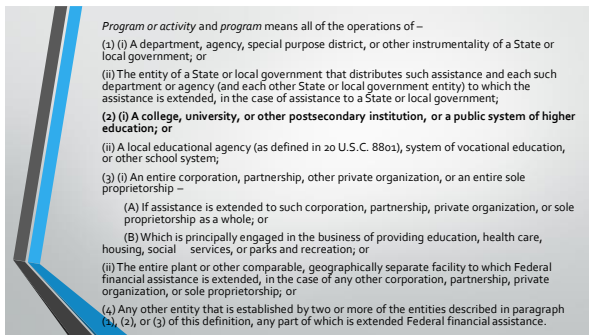 Program or activity and program means all of the operations of –
(1) (i) A department, agency, special purpose district, or other instrumentality of a State or
local government; or
(ii) The entity of a State or local government that distributes such assistance and each such
department or agency (and each other State or local government entity) to which the
assistance is extended, in the case of assistance to a State or local government;
(2) (i) A college, university, or other postsecondary institution, or a public system of higher
education; or
(ii) A local educational agency (as defined in 20 U.S.C. 8801), system of vocational education,
or other school system;
(3) (i) An entire corporation, partnership, other private organization, or an entire sole
proprietorship –
(A) If assistance is extended to such corporation, partnership, private organization, or sole
proprietorship as a whole; or
(B) Which is principally engaged in the business of providing education, health care,
housing, social services, or parks and recreation; or
(ii) The entire plant or other comparable, geographically separate facility to which Federal
financial assistance is extended, in the case of any other corporation, partnership, private
organization, or sole proprietorship; or
(4) Any other entity that is established by two or more of the entities described in paragraph
(1), (2), or (3) of this definition, any part of which is extended Federal financial assistance.